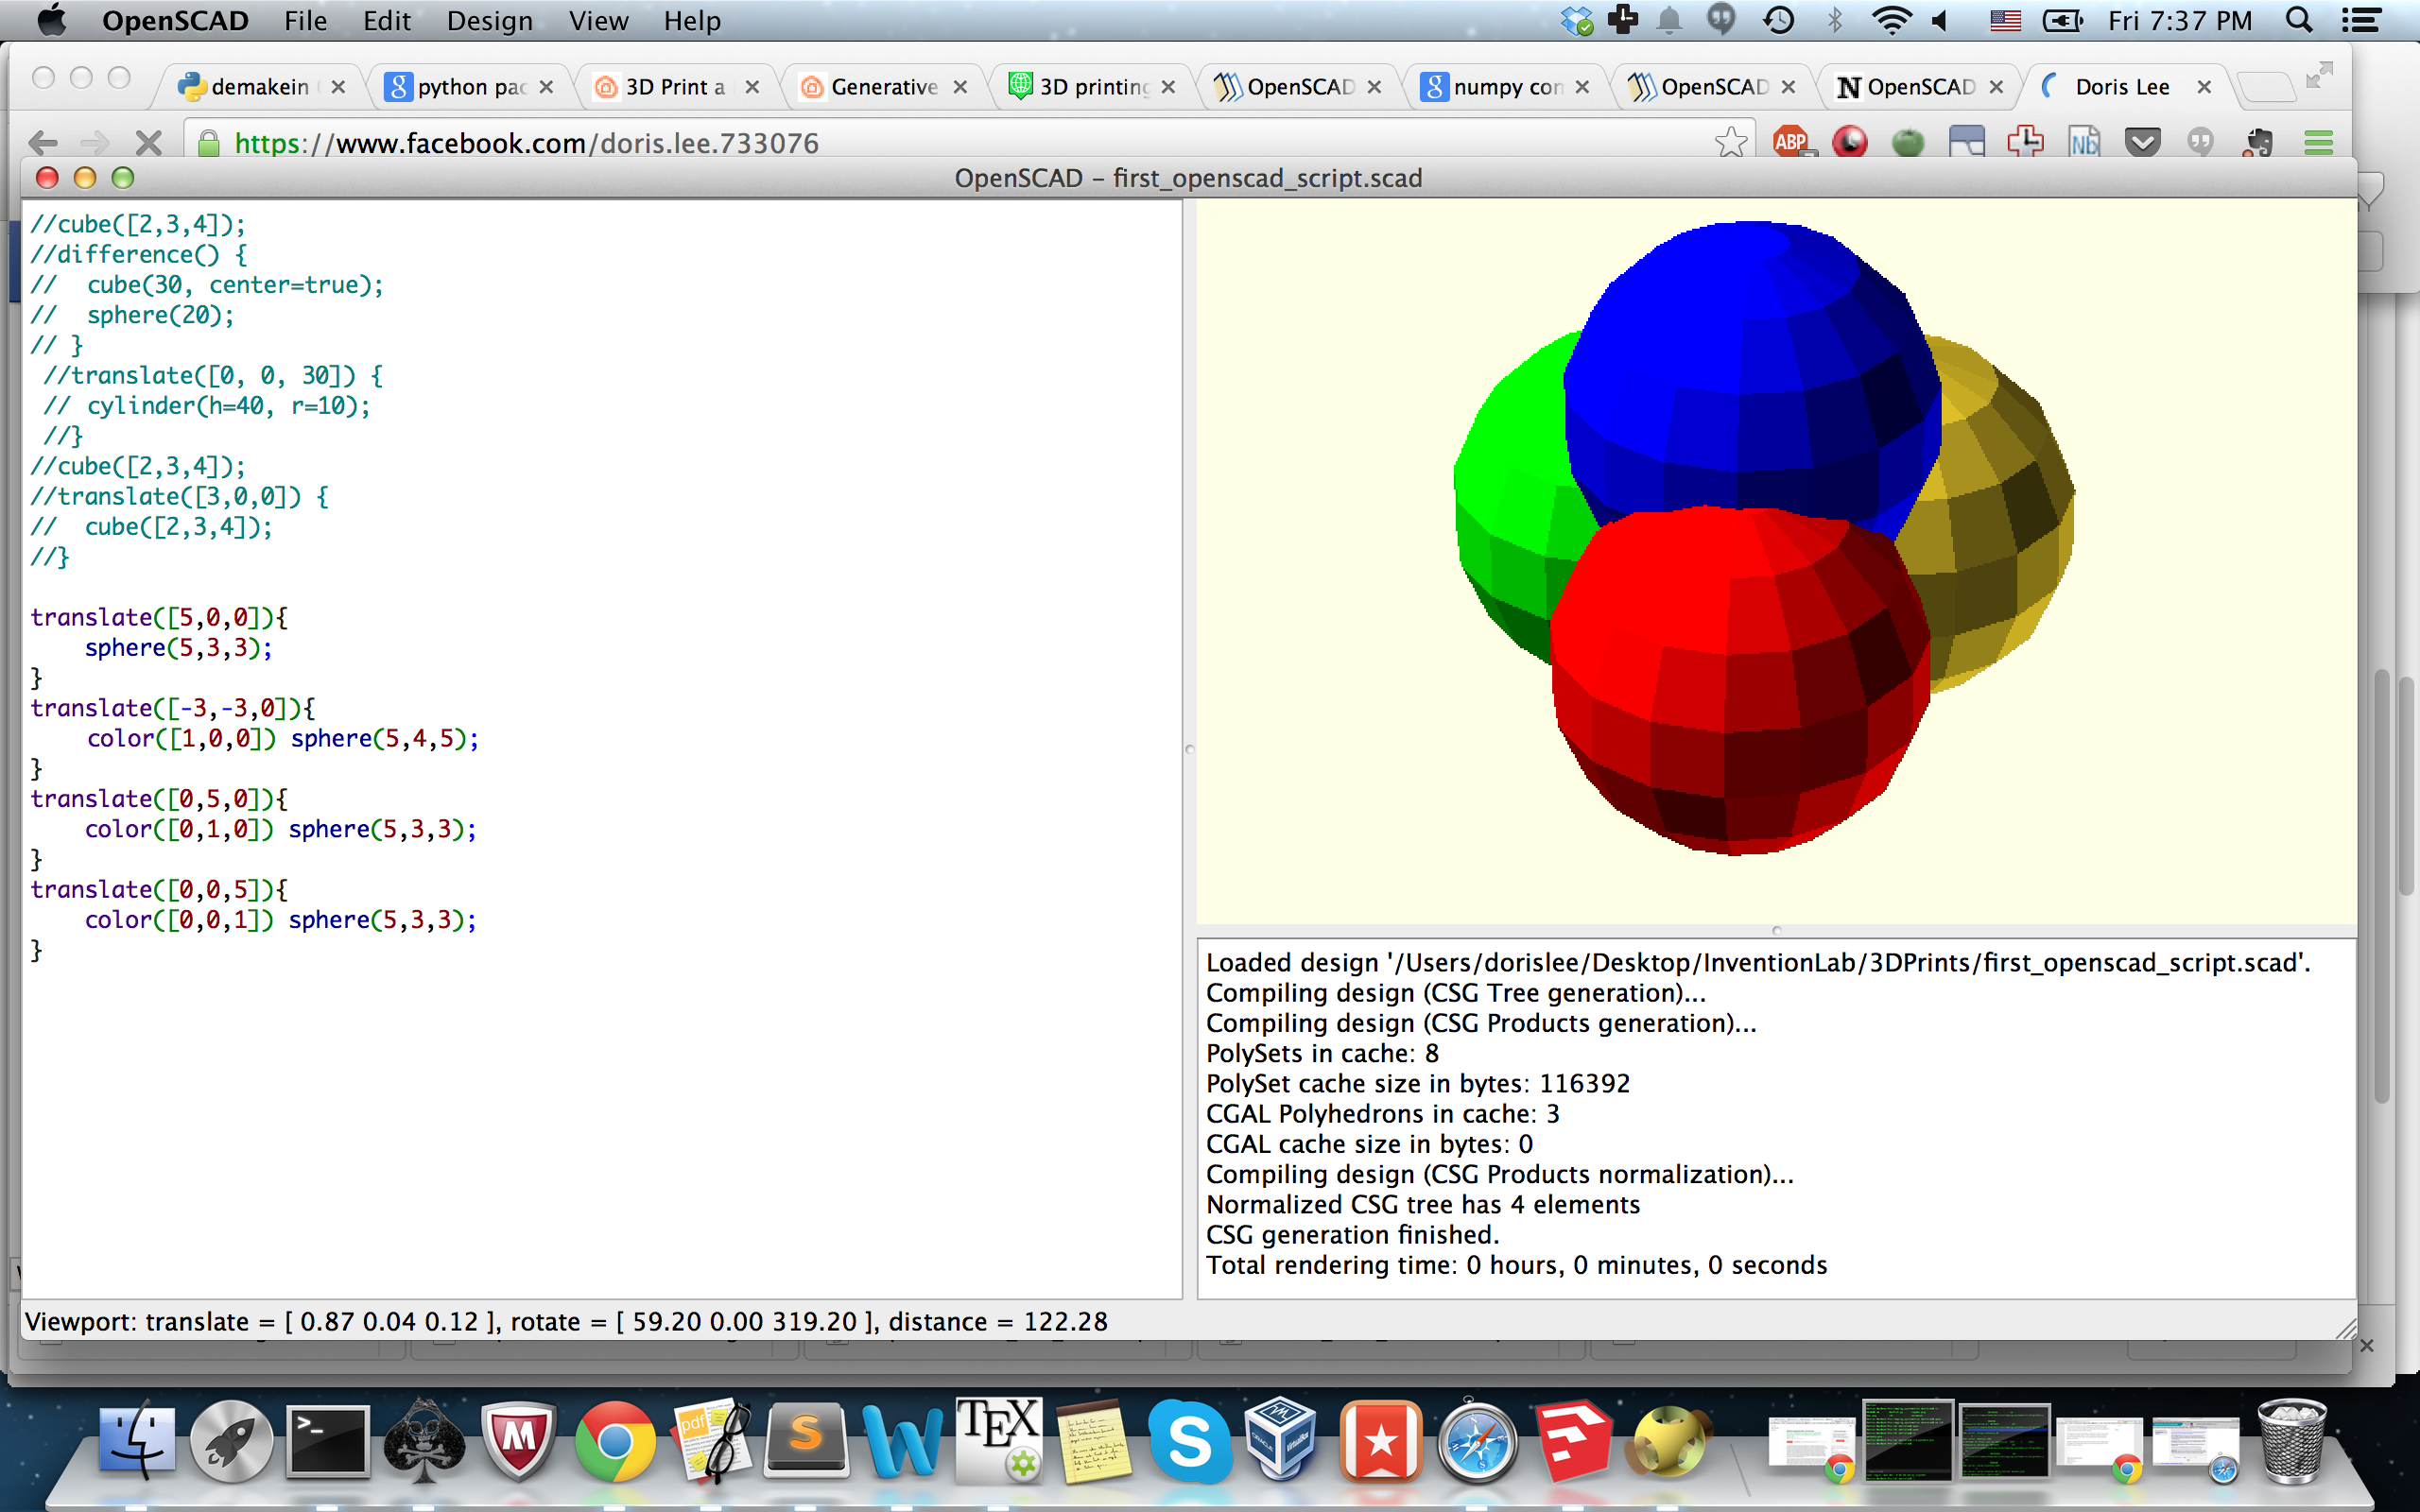 OpenSCAD File Edit Design View Help Fri 7:37 PM
demakein python pac 3D Print a Generative 3D printing OpenSCAD numpy con OpenSCAD N OpenSCAD Doris Lee
https://www.facebook.com/doris.lee.733076 ABP Nb
OpenSCAD – first_openscad_script.scad
//cube([2,3,4]);
//difference() {
//  cube(30, center=true);
//  sphere(20);
// }
 //translate([0, 0, 30]) {
 // cylinder(h=40, r=10);
 //}
//cube([2,3,4]);
//translate([3,0,0]) {
//  cube([2,3,4]);
//}
translate([5,0,0]){
    sphere(5,3,3);
}
translate([-3,-3,0]){
    color([1,0,0]) sphere(5,4,5);
}
translate([0,5,0]){
    color([0,1,0]) sphere(5,3,3);
}
translate([0,0,5]){
    color([0,0,1]) sphere(5,3,3);
}
Loaded design '/Users/dorislee/Desktop/InventionLab/3DPrints/first_openscad_script.scad'.
Compiling design (CSG Tree generation)...
Compiling design (CSG Products generation)...
PolySets in cache: 8
PolySet cache size in bytes: 116392
CGAL Polyhedrons in cache: 3
CGAL cache size in bytes: 0
Compiling design (CSG Products normalization)...
Normalized CSG tree has 4 elements
CSG generation finished.
Total rendering time: 0 hours, 0 minutes, 0 seconds
Viewport: translate = [ 0.87 0.04 0.12 ], rotate = [ 59.20 0.00 319.20 ], distance = 122.28
>_ M pdf S W TEX S